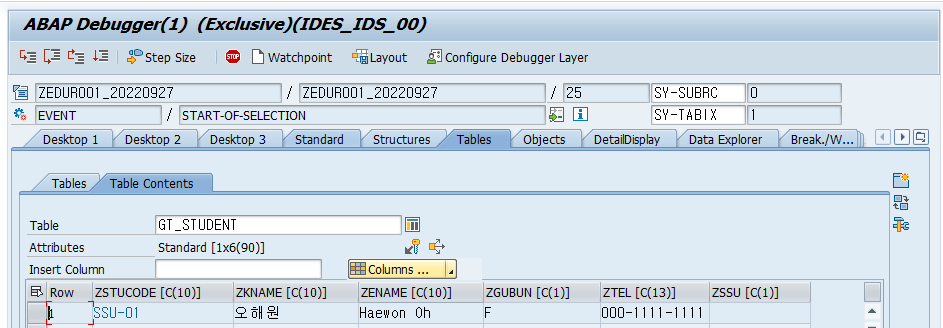 ABAP Debugger(1) (Exclusive)(IDES_IDS_00)
Step Size STOP Watchpoint Layout Configure Debugger Layer
ZEDUR001_20220927 / ZEDUR001_20220927 / 25 SY-SUBRC 0
EVENT / START-OF-SELECTION SY-TABIX 1
Desktop 1 Desktop 2 Desktop 3 Standard Structures Tables Objects DetailDisplay Data Explorer Break./W...
Tables Table Contents
Table GT_STUDENT
Attributes Standard [1x6(90)]
Insert Column Columns ...
Row ZSTUCODE [C(10)] ZKNAME [C(10)] ZENAME [C(10)] ZGUBUN [C(1)] ZTEL [C(13)] ZSSU [C(1)]
1 SSU-01 오해원 Haewon Oh F 000-1111-1111